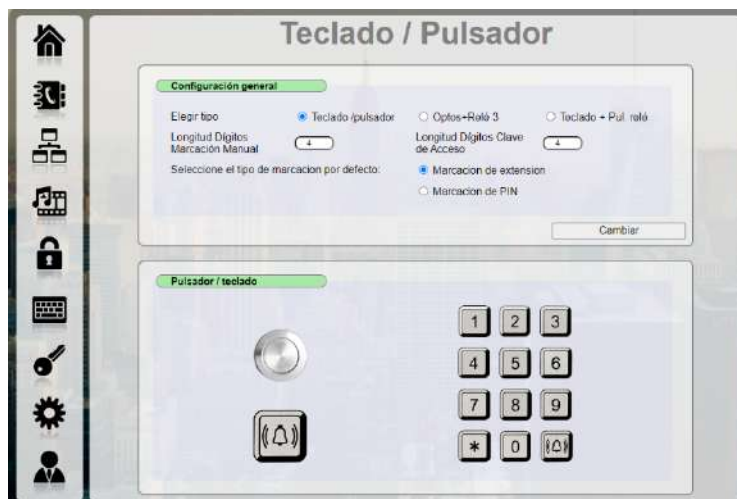 Teclado / Pulsador
Configuración general
Elegir tipo Teclado /pulsador Optos+Relé 3 Teclado + Pul. relé
Longitud Dígitos Marcación Manual 4 Longitud Dígitos Clave de Acceso 4
Seleccione el tipo de marcacion por defecto: Marcacion de extension
Marcacion de PIN
Cambiar
Pulsador / teclado
1 2 3
4 5 6
7 8 9
* 0